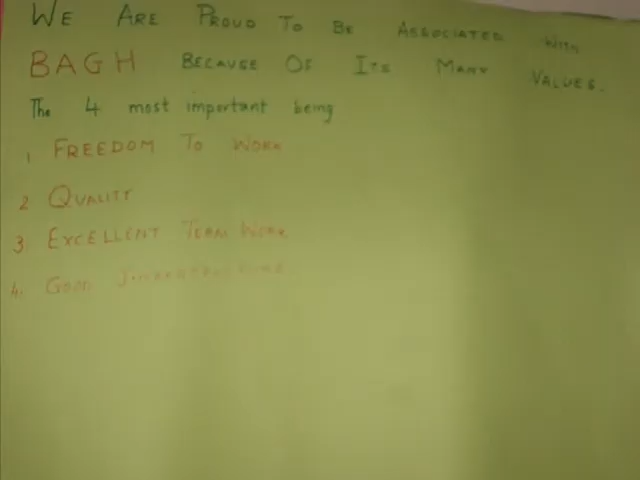 WE ARE PROUD TO BE ASSOCIATED WITH
BAGH BECAUSE OF ITS MANY VALUES.
The 4 most important being
1 FREEDOM TO WORK
2 QUALITY
3 EXCELLENT TEAM WORK
4. GOOD